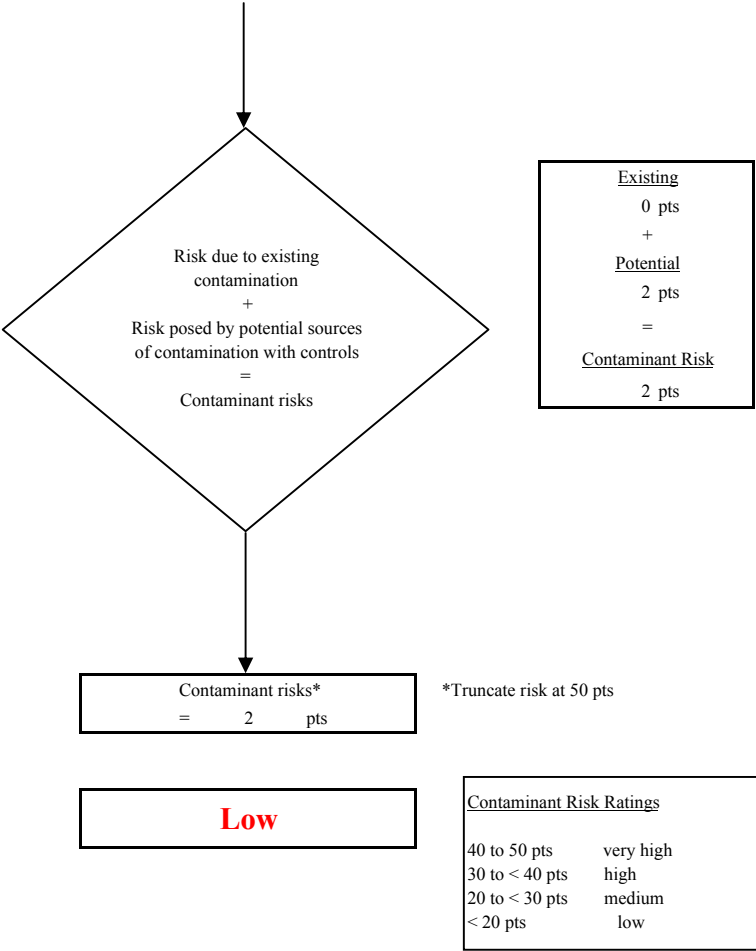 Risk due to existing
contamination
+
Risk posed by potential sources
of contamination with controls
=
Contaminant risks
Existing
0 pts
+
Potential
2 pts
=
Contaminant Risk
2 pts
Contaminant risks*
= 2 pts
*Truncate risk at 50 pts
Low
Contaminant Risk Ratings
40 to 50 pts very high
30 to < 40 pts high
20 to < 30 pts medium
< 20 pts low